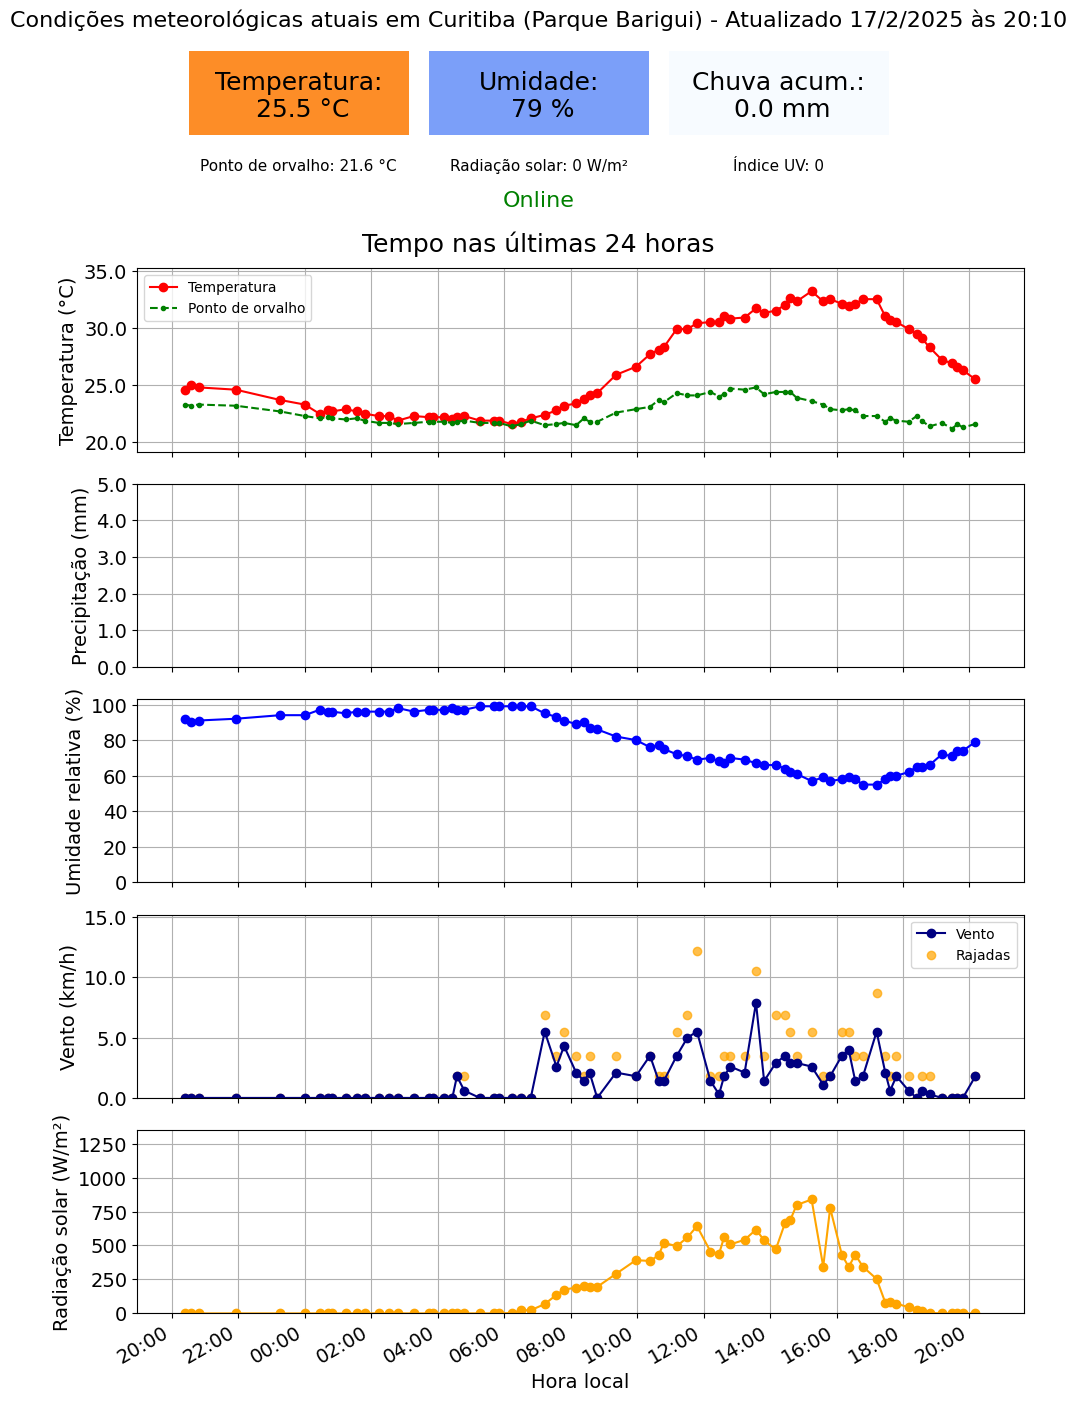 Condições meteorológicas atuais em Curitiba (Parque Barigui) - Atualizado 17/2/2025 às 20:10
Temperatura:
25.5 °C
Umidade:
79 %
Chuva acum.:
0.0 mm
Ponto de orvalho: 21.6 °C
Radiação solar: 0 W/m²
Índice UV: 0
Online
Tempo nas últimas 24 horas
Temperatura (°C)
35.0
30.0
25.0
20.0
Temperatura
Ponto de orvalho
Precipitação (mm)
5.0
4.0
3.0
2.0
1.0
0.0
Umidade relativa (%)
100
80
60
40
20
0
Vento (km/h)
15.0
10.0
5.0
0.0
Vento
Rajadas
Radiação solar (W/m²)
1250
1000
750
500
250
0
20:00
22:00
00:00
02:00
04:00
06:00
08:00
10:00
12:00
14:00
16:00
18:00
20:00
Hora local